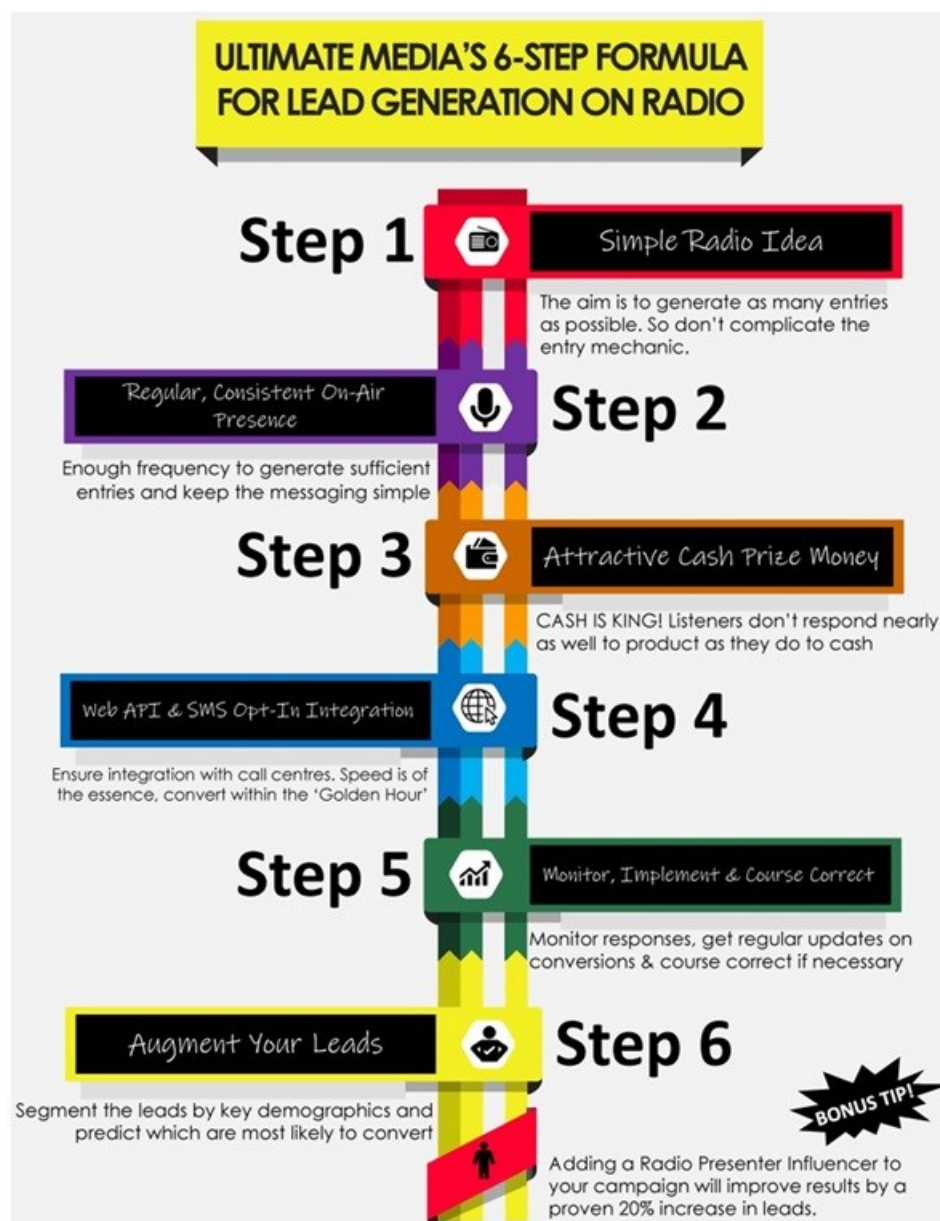 ULTIMATE MEDIA'S 6-STEP FORMULA
FOR LEAD GENERATION ON RADIO
Step 1
Simple Radio Idea
The aim is to generate as many entries
as possible. So don't complicate the
entry mechanic.
Regular, Consistent On-Air
Presence
Step 2
Enough frequency to generate sufficient
entries and keep the messaging simple
Step 3
Attractive Cash Prize Money
CASH IS KING! Listeners don't respond nearly
as well to product as they do to cash
Web API & SMS Opt-In Integration
Step 4
Ensure integration with call centres. Speed is of
the essence, convert within the 'Golden Hour'
Step 5
Monitor, Implement & Course Correct
Monitor responses, get regular updates on
conversions & course correct if necessary
Augment Your Leads
Step 6
Segment the leads by key demographics and
predict which are most likely to convert
BONUS TIP!
Adding a Radio Presenter Influencer to
your campaign will improve results by a
proven 20% increase in leads.